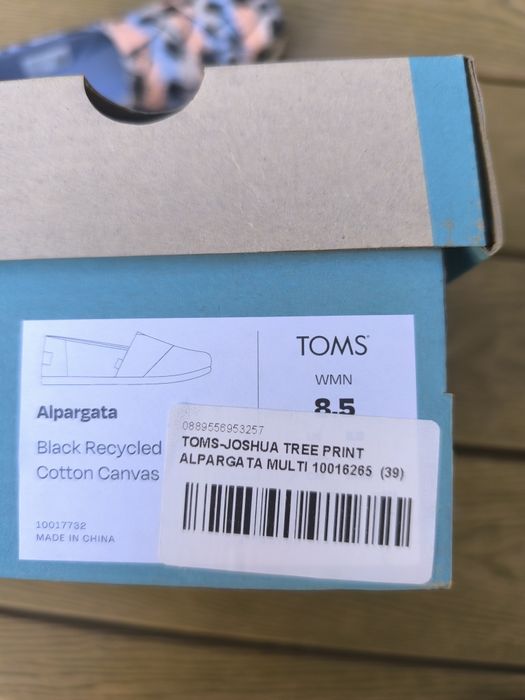 TOMS®
WMN
8.5
Alpargata
Black Recycled
Cotton Canvas
10017732
MADE IN CHINA
0889556953257
TOMS-JOSHUA TREE PRINT
ALPARGATA MULTI 10016265 (39)